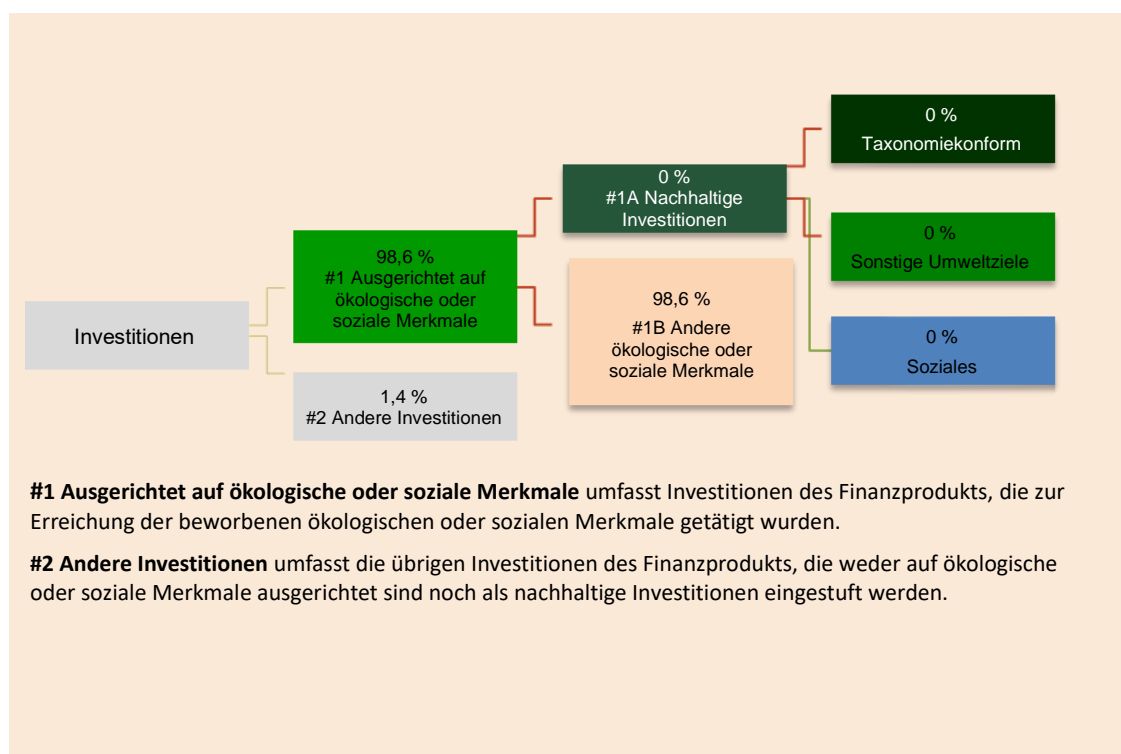 0 %
Taxonomiekonform
0 %
#1A Nachhaltige
Investitionen
98,6 %
#1 Ausgerichtet auf
ökologische oder
soziale Merkmale
0 %
Sonstige Umweltziele
98,6 %
#1B Andere
ökologische oder
soziale Merkmale
Investitionen
0 %
Soziales
1,4 %
#2 Andere Investitionen
#1 Ausgerichtet auf ökologische oder soziale Merkmale umfasst Investitionen des Finanzprodukts, die zur
Erreichung der beworbenen ökologischen oder sozialen Merkmale getätigt wurden.
#2 Andere Investitionen umfasst die übrigen Investitionen des Finanzprodukts, die weder auf ökologische
oder soziale Merkmale ausgerichtet sind noch als nachhaltige Investitionen eingestuft werden.